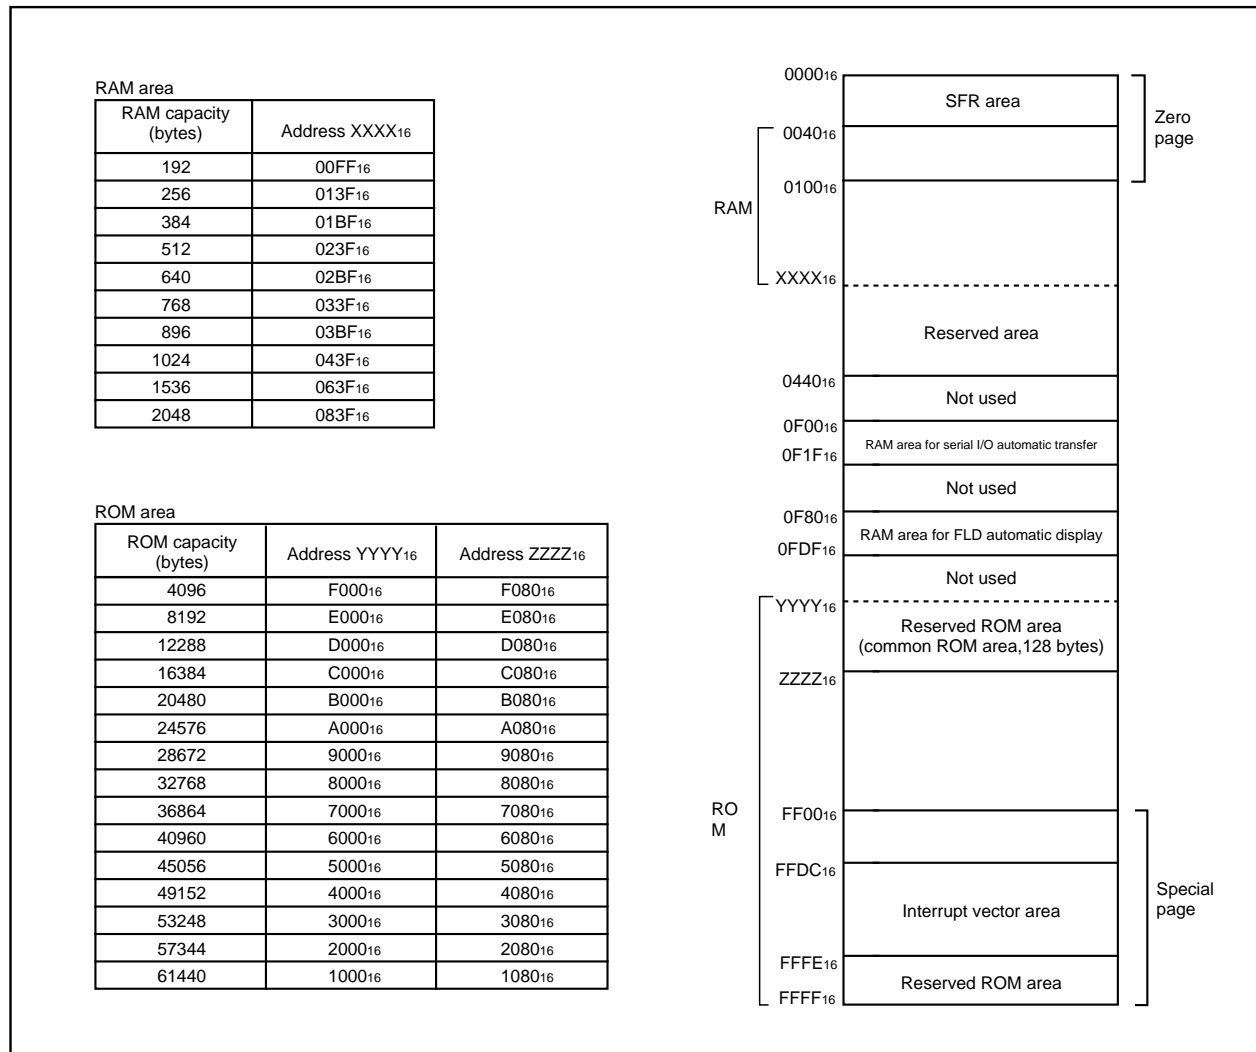 RAM area
RAM capacity
(bytes)
Address XXXX16
192 00FF16
256 013F16
384 01BF16
512 023F16
640 02BF16
768 033F16
896 03BF16
1024 043F16
1536 063F16
2048 083F16
ROM area
ROM capacity
(bytes)
Address YYYY16
Address ZZZZ16
4096 F00016 F08016
8192 E00016 E08016
12288 D00016 D08016
16384 C00016 C08016
20480 B00016 B08016
24576 A00016 A08016
28672 900016 908016
32768 800016 808016
36864 700016 708016
40960 600016 608016
45056 500016 508016
49152 400016 408016
53248 300016 308016
57344 200016 208016
61440 100016 108016
000016
SFR area
Zero
page
004016
010016
RAM
XXXX16
Reserved area
044016
Not used
0F0016
RAM area for serial I/O automatic transfer
0F1F16
Not used
0F8016
RAM area for FLD automatic display
0FDF16
Not used
YYYY16
Reserved ROM area
(common ROM area,128 bytes)
ZZZZ16
RO
M
FF0016
FFDC16
Interrupt vector area
Special
page
FFFE16
Reserved ROM area
FFFF16